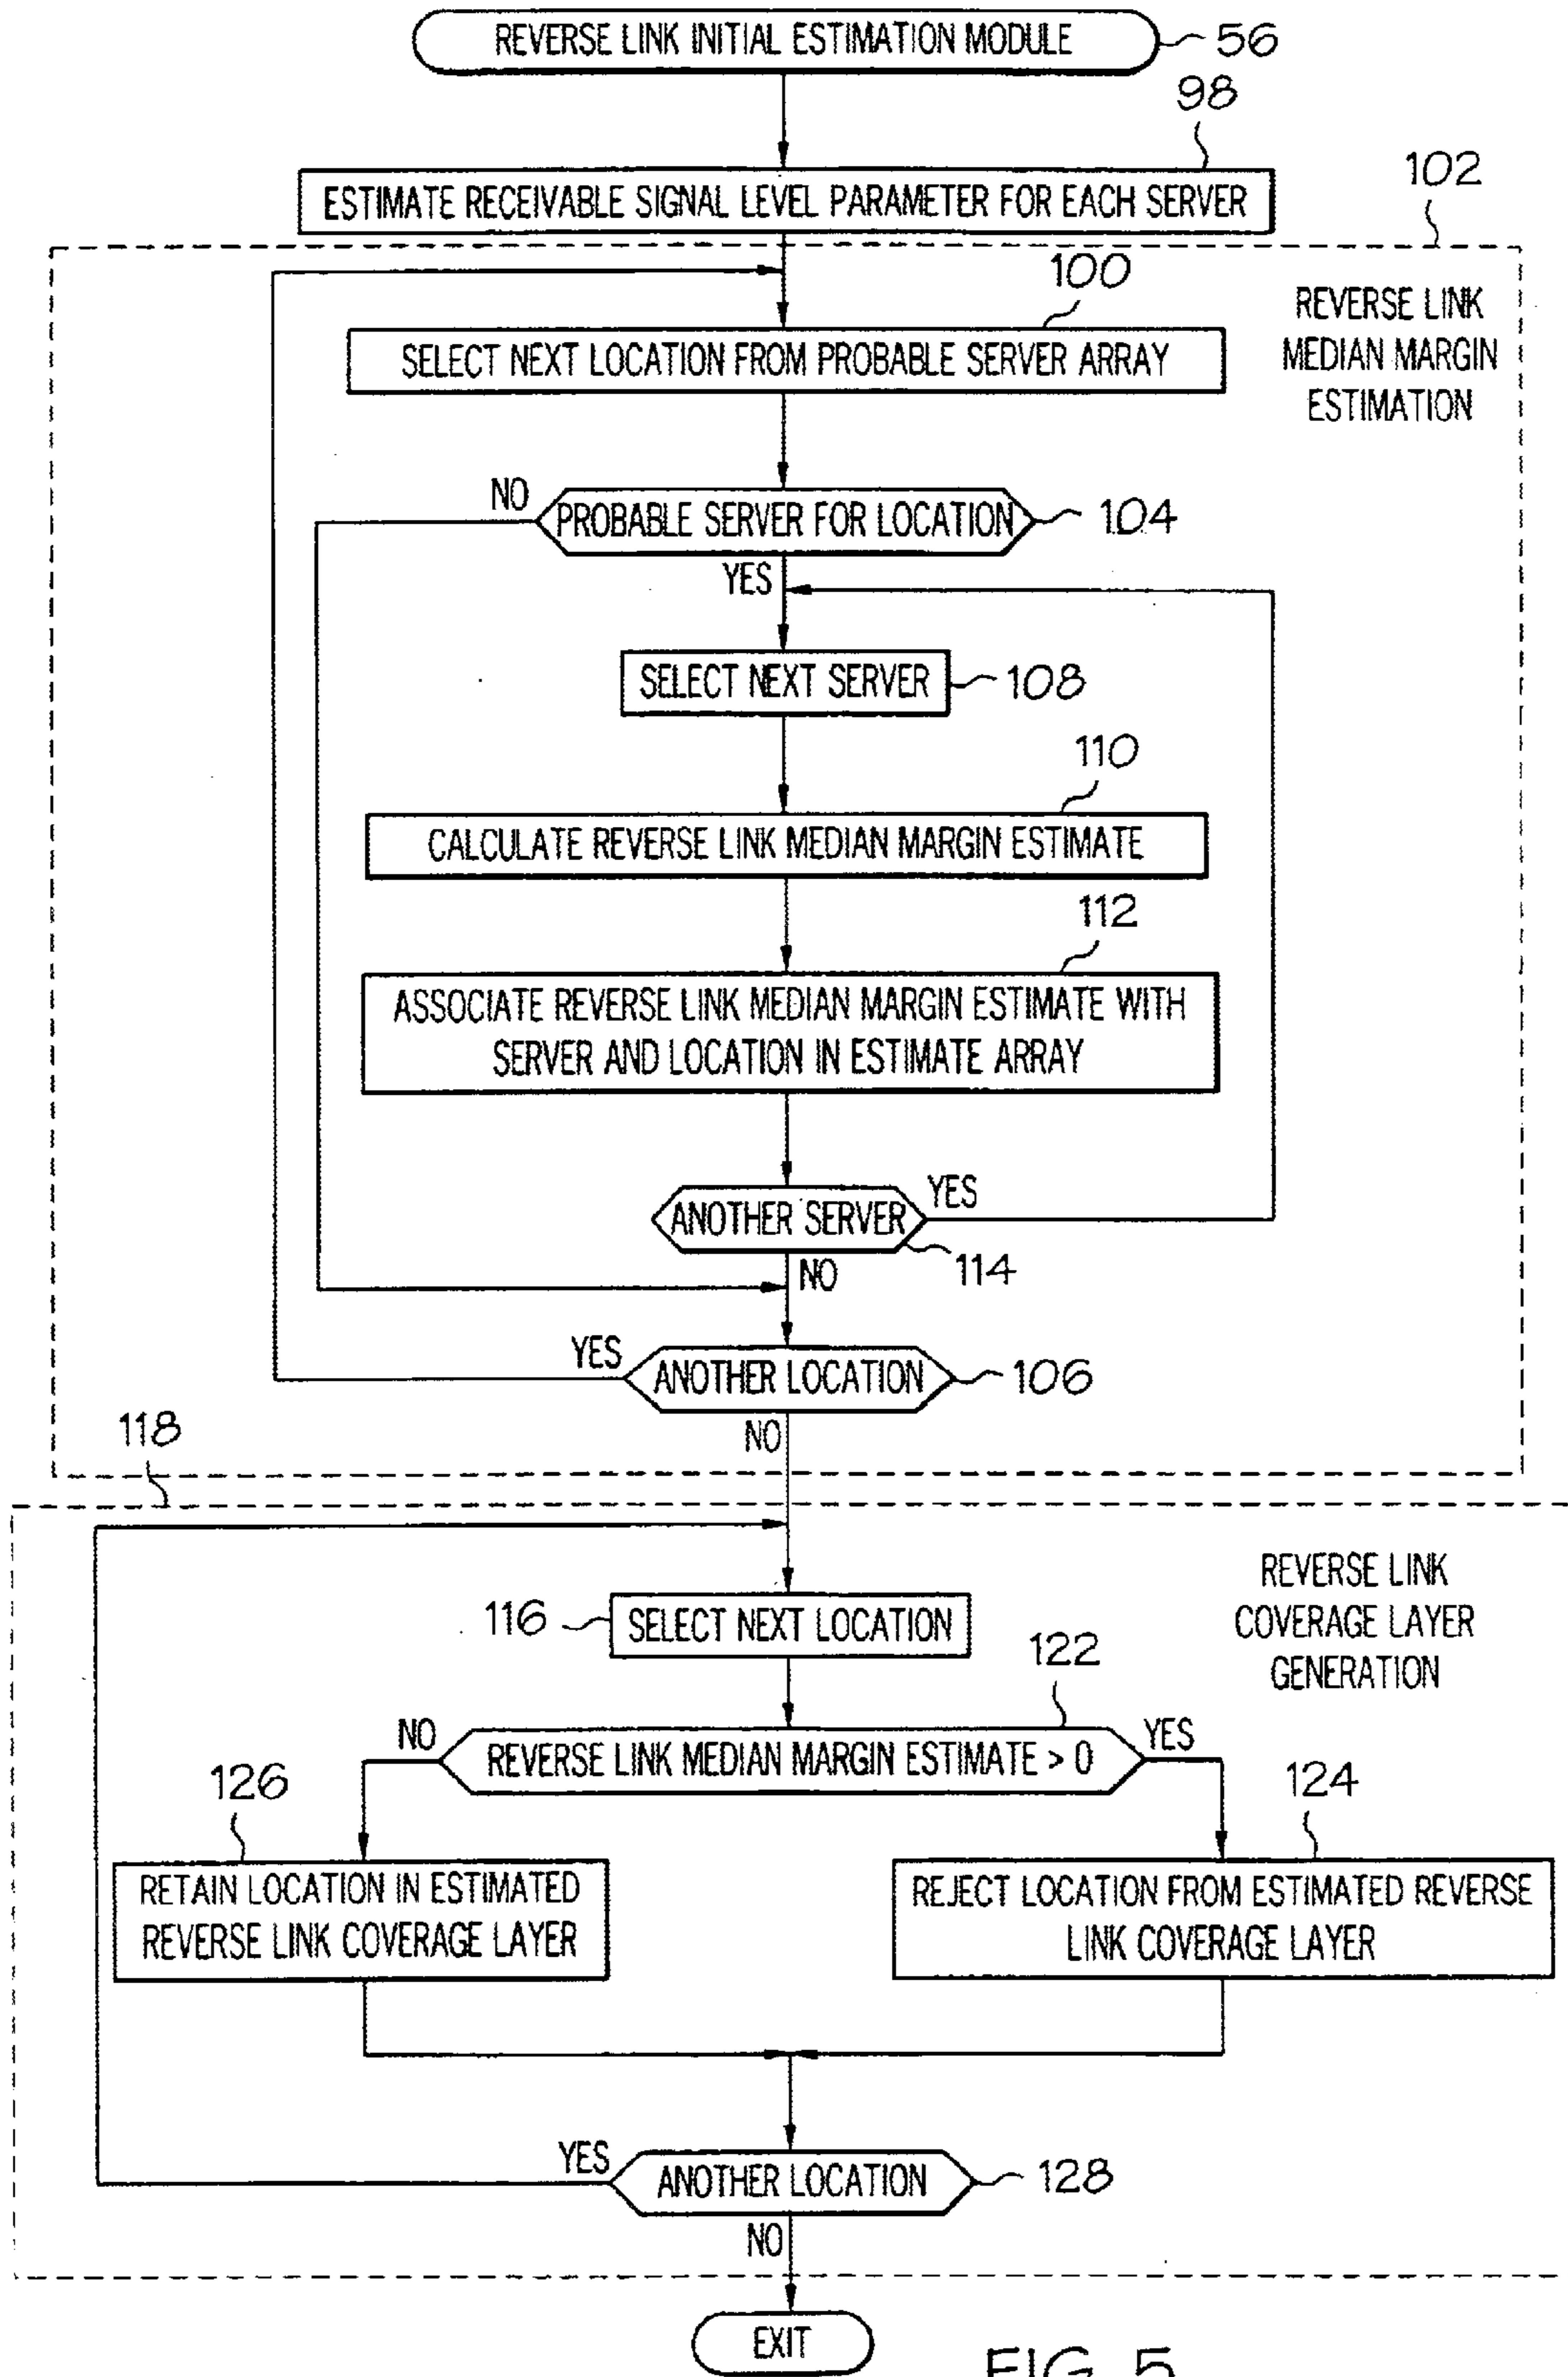 REVERSE LINK INITIAL ESTIMATION MODULE
56
98
ESTIMATE RECEIVABLE SIGNAL LEVEL PARAMETER FOR EACH SERVER
102
100
REVERSE LINK
MEDIAN MARGIN
ESTIMATION
SELECT NEXT LOCATION FROM PROBABLE SERVER ARRAY
NO
PROBABLE SERVER FOR LOCATION
104
YES
SELECT NEXT SERVER
108
110
CALCULATE REVERSE LINK MEDIAN MARGIN ESTIMATE
112
ASSOCIATE REVERSE LINK MEDIAN MARGIN ESTIMATE WITH
SERVER AND LOCATION IN ESTIMATE ARRAY
ANOTHER SERVER
YES
114
NO
YES
ANOTHER LOCATION
106
NO
118
REVERSE LINK
COVERAGE LAYER
GENERATION
116
SELECT NEXT LOCATION
122
NO
REVERSE LINK MEDIAN MARGIN ESTIMATE > 0
YES
126
124
RETAIN LOCATION IN ESTIMATED
REVERSE LINK COVERAGE LAYER
REJECT LOCATION FROM ESTIMATED REVERSE
LINK COVERAGE LAYER
YES
ANOTHER LOCATION
128
NO
EXIT
FIG. 5